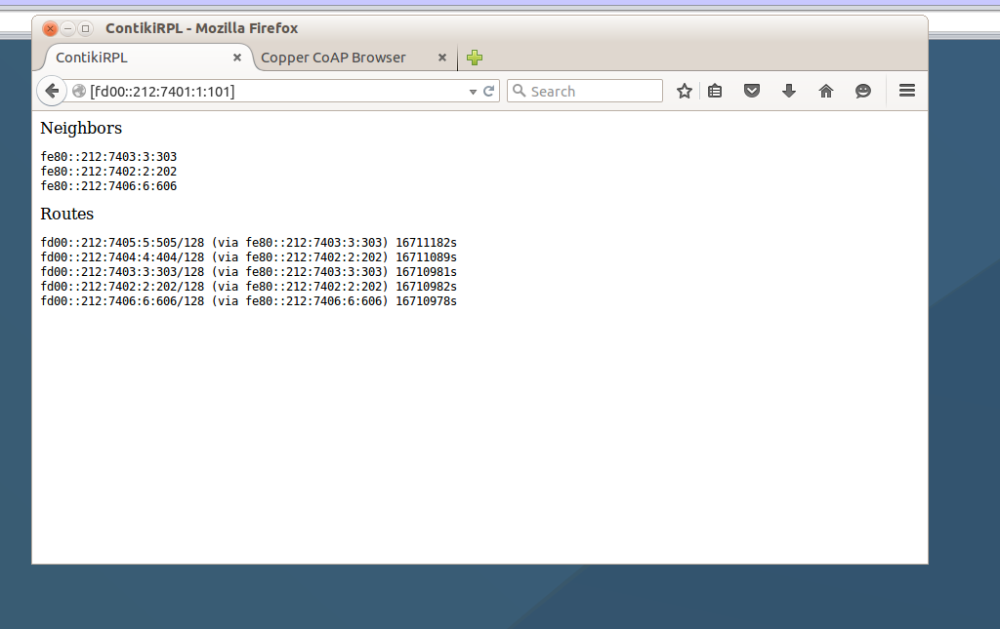 ContikiRPL - Mozilla Firefox
ContikiRPL
Copper CoAP Browser
[fd00::212:7401:1:101]
Search
Neighbors
fe80::212:7403:3:303
fe80::212:7402:2:202
fe80::212:7406:6:606
Routes
fd00::212:7405:5:505/128 (via fe80::212:7403:3:303) 16711182s
fd00::212:7404:4:404/128 (via fe80::212:7402:2:202) 16711089s
fd00::212:7403:3:303/128 (via fe80::212:7403:3:303) 16710981s
fd00::212:7402:2:202/128 (via fe80::212:7402:2:202) 16710982s
fd00::212:7406:6:606/128 (via fe80::212:7406:6:606) 16710978s